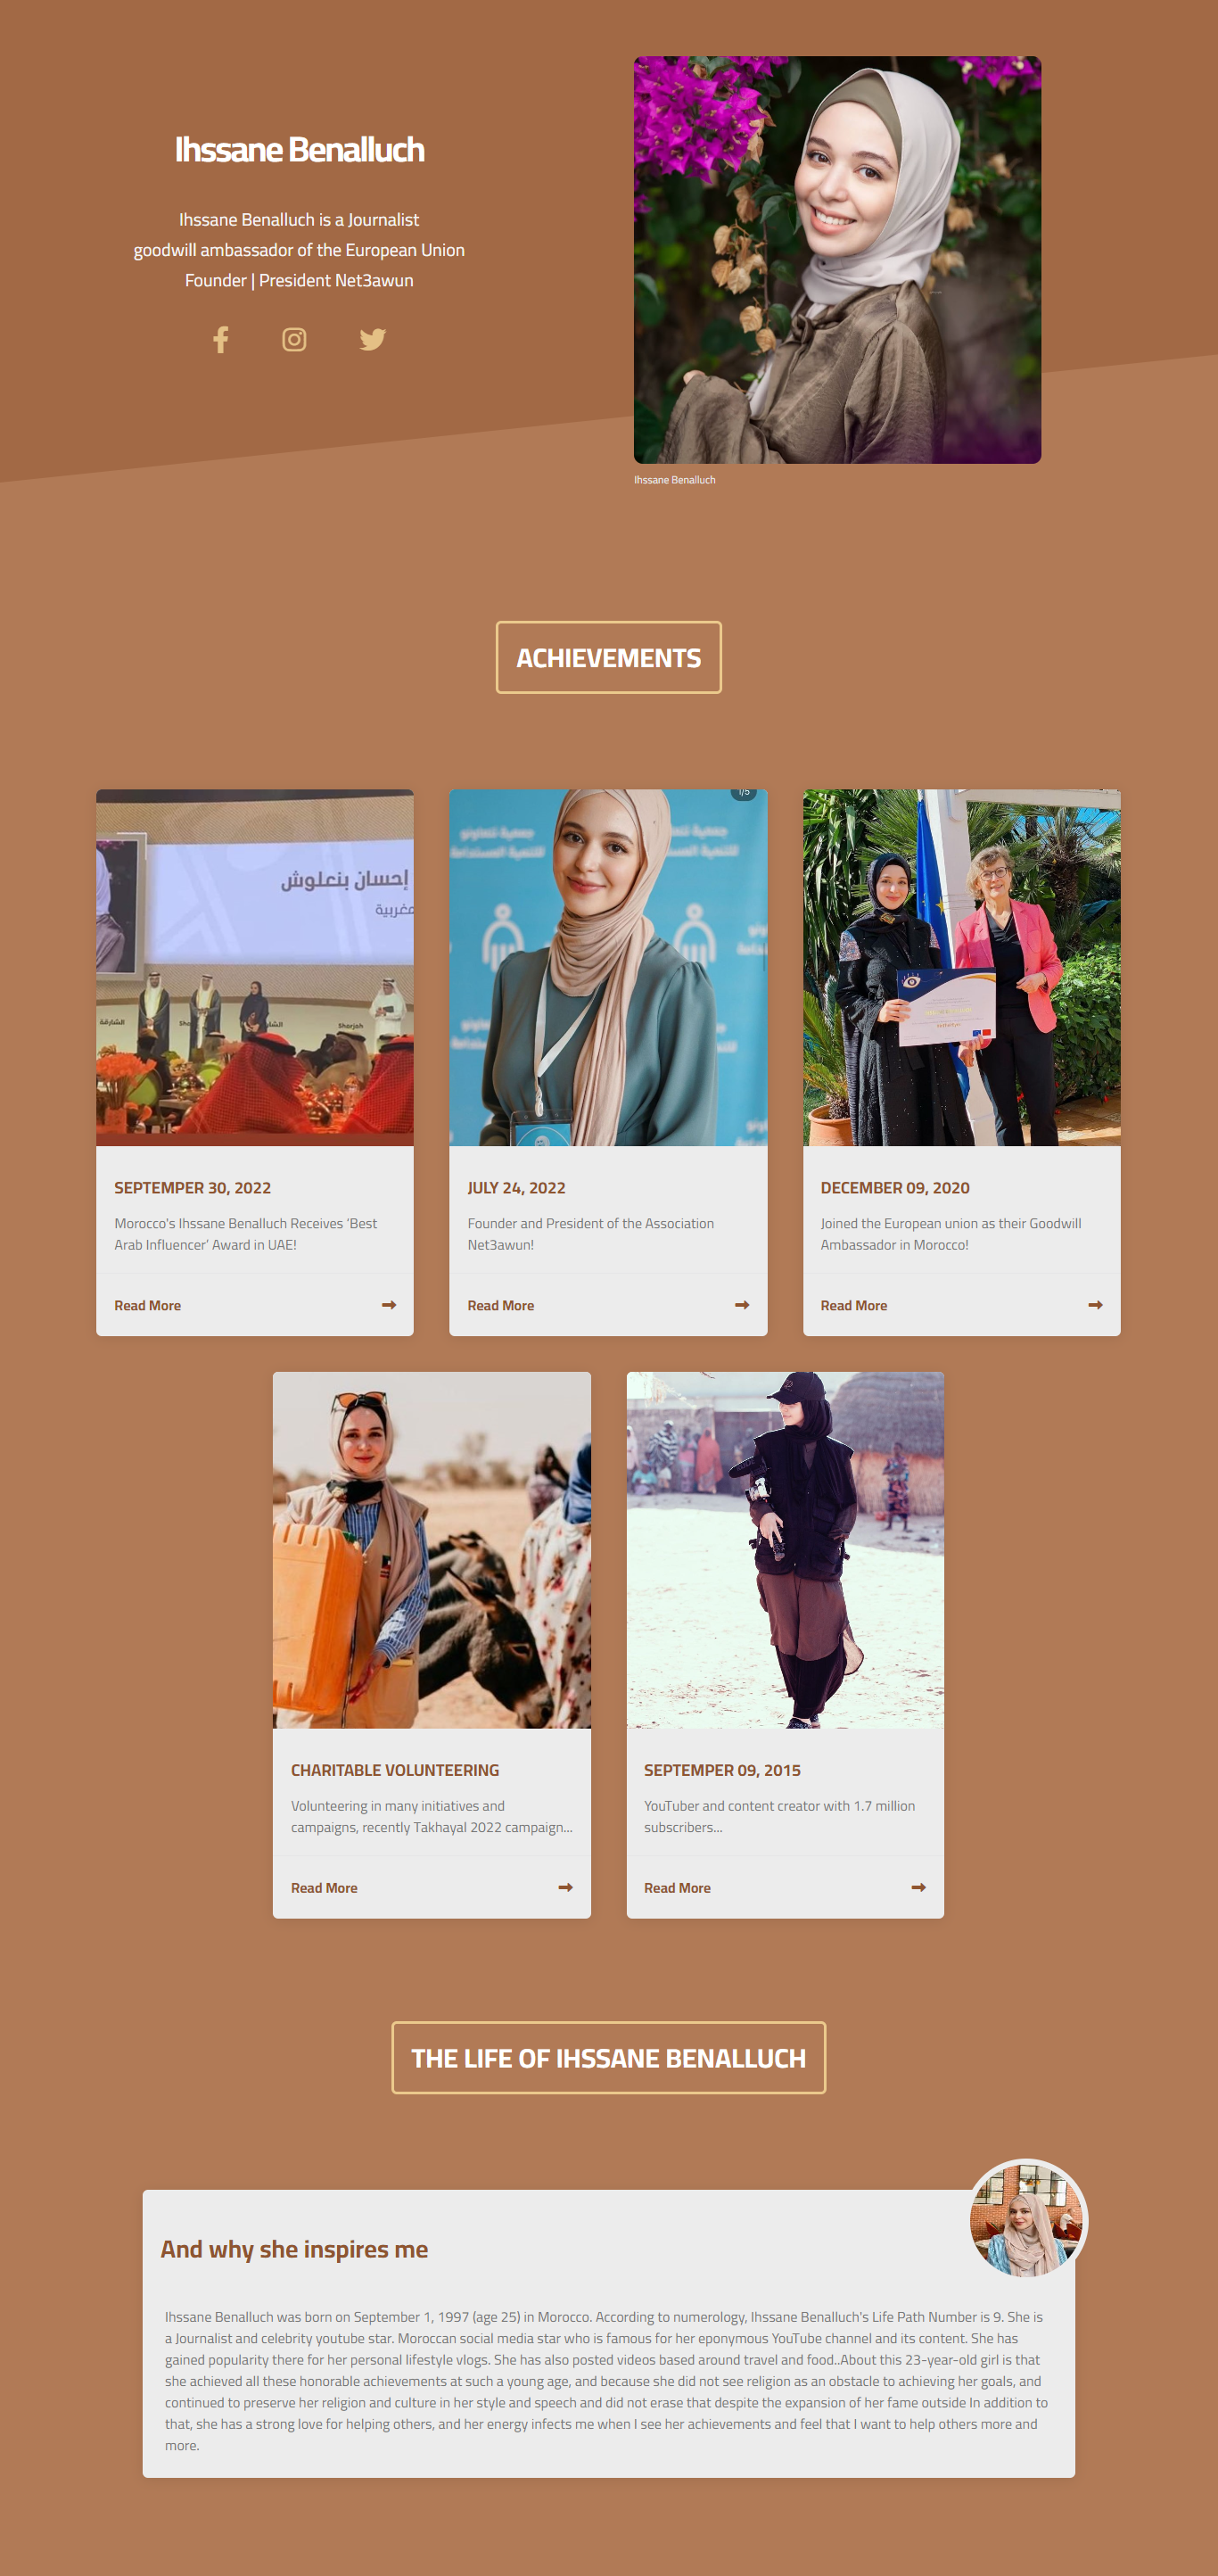 Ihssane Benalluch
Ihssane Benalluch is a Journalist
goodwill ambassador of the European Union
Founder | President Net3awun
Ihssane Benalluch
ACHIEVEMENTS
إحسان بنعلوش
مغربية
الشارقة
Sharjah
1/5
SEPTEMPER 30, 2022
Morocco's Ihssane Benalluch Receives ‘Best
Arab Influencer’ Award in UAE!
Read More
JULY 24, 2022
Founder and President of the Association
Net3awun!
Read More
DECEMBER 09, 2020
Joined the European union as their Goodwill
Ambassador in Morocco!
Read More
CHARITABLE VOLUNTEERING
Volunteering in many initiatives and
campaigns, recently Takhayal 2022 campaign...
Read More
SEPTEMPER 09, 2015
YouTuber and content creator with 1.7 million
subscribers...
Read More
THE LIFE OF IHSSANE BENALLUCH
And why she inspires me
Ihssane Benalluch was born on September 1, 1997 (age 25) in Morocco. According to numerology, Ihssane Benalluch's Life Path Number is 9. She is
a Journalist and celebrity youtube star. Moroccan social media star who is famous for her eponymous YouTube channel and its content. She has
gained popularity there for her personal lifestyle vlogs. She has also posted videos based around travel and food..About this 23-year-old girl is that
she achieved all these honorable achievements at such a young age, and because she did not see religion as an obstacle to achieving her goals, and
continued to preserve her religion and culture in her style and speech and did not erase that despite the expansion of her fame outside In addition to
that, she has a strong love for helping others, and her energy infects me when I see her achievements and feel that I want to help others more and
more.